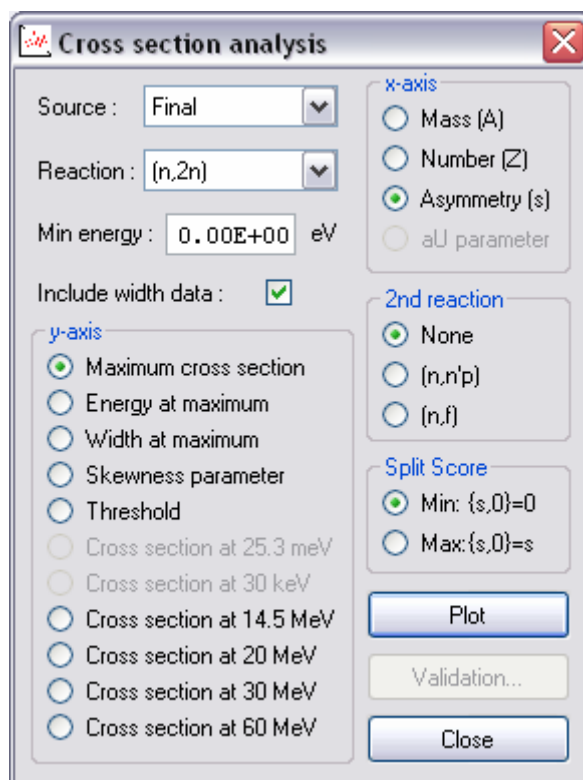 Cross section analysis
Source :
Final
Reaction :
(n,2n)
Min energy :
0.00E+00
eV
Include width data :
y-axis
Maximum cross section
Energy at maximum
Width at maximum
Skewness parameter
Threshold
Cross section at 25.3 meV
Cross section at 30 keV
Cross section at 14.5 MeV
Cross section at 20 MeV
Cross section at 30 MeV
Cross section at 60 MeV
x-axis
Mass (A)
Number (Z)
Asymmetry (s)
aU parameter
2nd reaction
None
(n,n'p)
(n,f)
Split Score
Min: {s,0}=0
Max:{s,0}=s
Plot
Validation...
Close